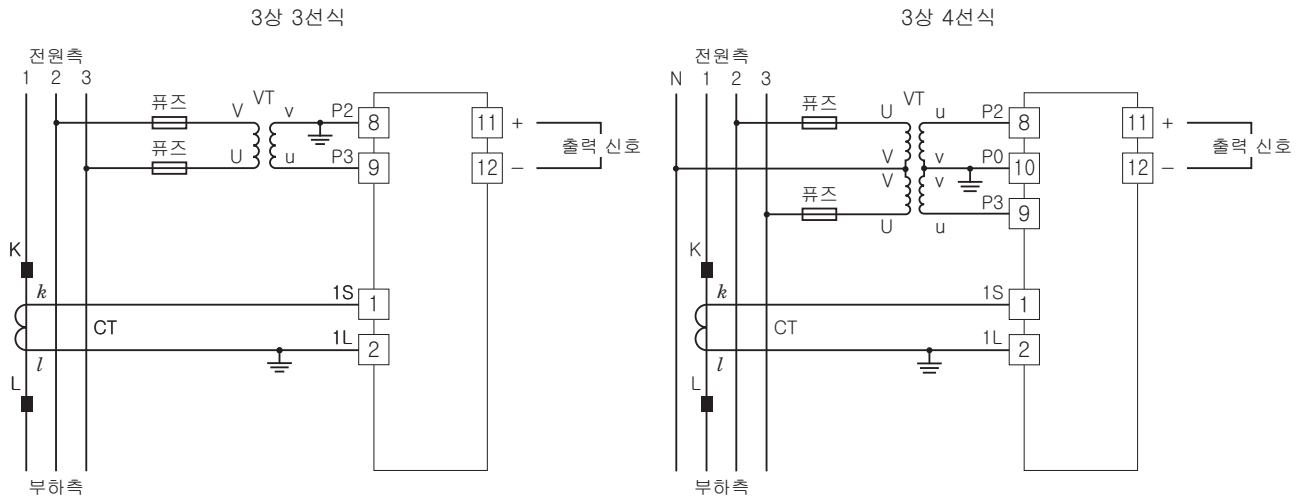 3상 3선식
전원측
1 2 3
퓨즈
V VT v P2 8
11 +
출력 신호
퓨즈
U u P3 9
12 −
K
k 1S 1
CT
l 1L 2
L
부하측
3상 4선식
전원측
N 1 2 3
퓨즈
U VT u P2 8
11 +
출력 신호
V v P0 10
12 −
V v
퓨즈
P3 9
U u
K
k 1S 1
CT
l 1L 2
L
부하측